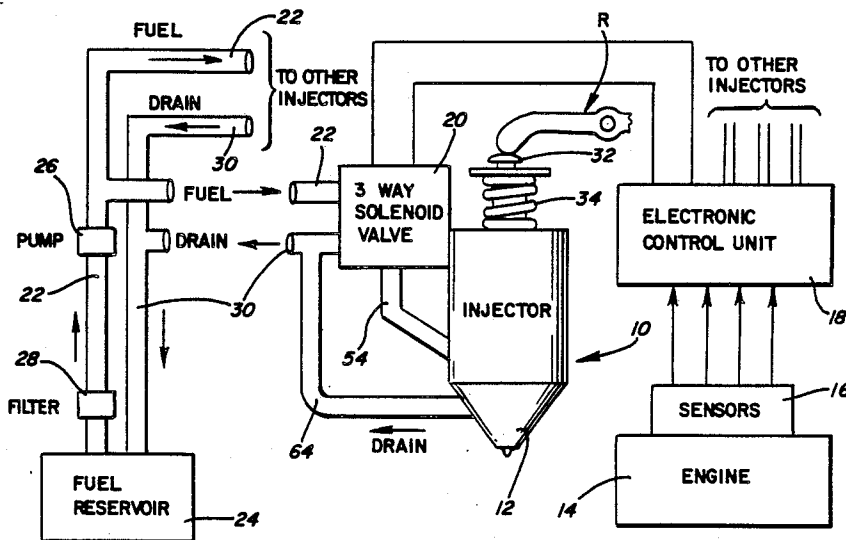 FUEL
22
DRAIN
30
TO OTHER
INJECTORS
R
TO OTHER
INJECTORS
20
32
26
22
FUEL
3 WAY
SOLENOID
VALVE
34
ELECTRONIC
CONTROL UNIT
PUMP
DRAIN
22
30
INJECTOR
54
10
18
28
16
FILTER
SENSORS
64
DRAIN
12
14
ENGINE
FUEL
RESERVOIR
24